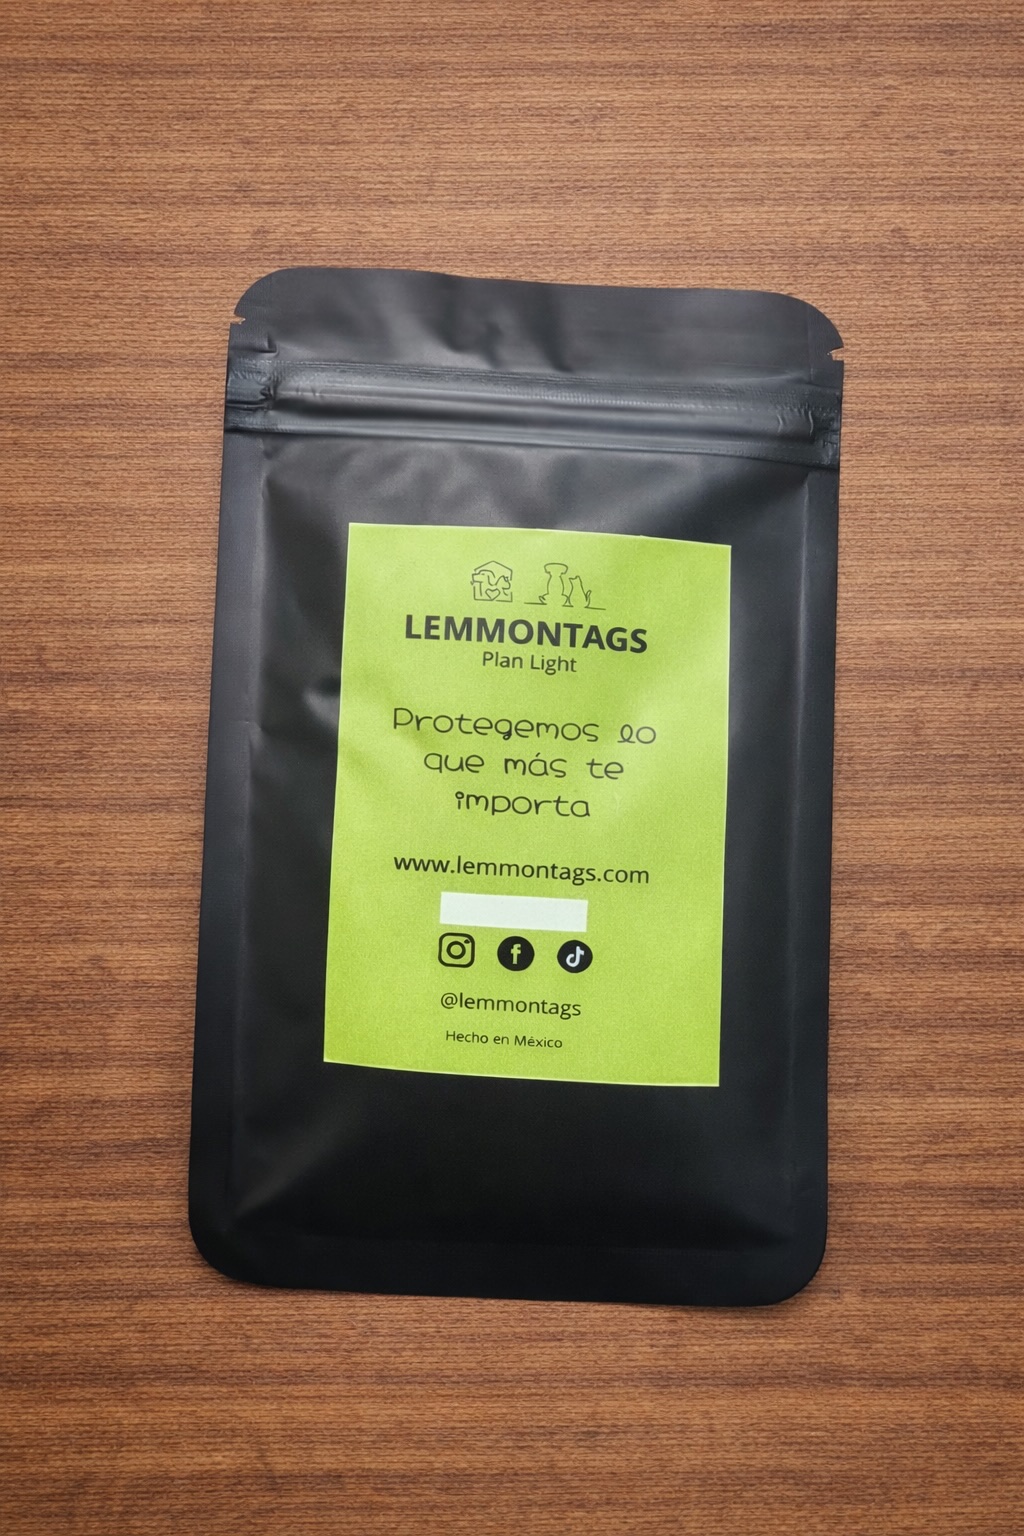 LEMMONTAGS
Plan Light
Protegemos lo
que más te
importa
www.lemmontags.com
@lemmontags
Hecho en México